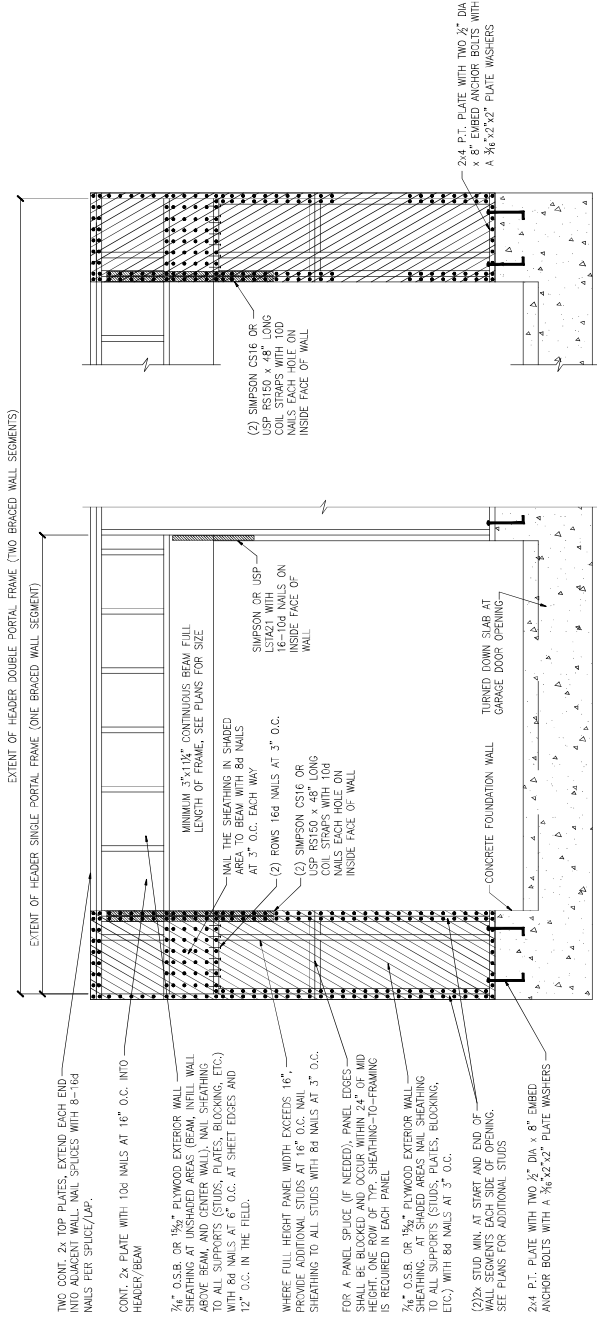 EXTENT OF HEADER DOUBLE PORTAL FRAME (TWO BRACED WALL SEGMENTS)
EXTENT OF HEADER SINGLE PORTAL FRAME (ONE BRACED WALL SEGMENT)
TWO CONT. 2x TOP PLATES, EXTEND EACH END
INTO ADJACENT WALL. NAIL SPLICES WITH 8-16d
NAILS PER SPLICE/LAP.
CONT. 2x PLATE WITH 10d NAILS AT 16" O.C. INTO
HEADER/BEAM
7/16" O.S.B. OR 15/32" PLYWOOD EXTERIOR WALL
SHEATHING AT UNSHADED AREAS (BEAM, INFILL WALL
ABOVE BEAM, AND CENTER WALL), NAIL SHEATHING
TO ALL SUPPORTS (STUDS, PLATES, BLOCKING, ETC.)
WITH 8d NAILS AT 6" O.C. AT SHEET EDGES AND
12" O.C. IN THE FIELD.
WHERE FULL HEIGHT PANEL WIDTH EXCEEDS 16",
PROVIDE ADDITIONAL STUDS AT 16" O.C. NAIL
SHEATHING TO ALL STUDS WITH 8d NAILS AT 3" O.C.
FOR A PANEL SPLICE (IF NEEDED), PANEL EDGES
SHALL BE BLOCKED AND OCCUR WITHIN 24" OF MID
HEIGHT. ONE ROW OF TYP. SHEATHING-TO-FRAMING
IS REQUIRED IN EACH PANEL
7/16" O.S.B. OR 15/32" PLYWOOD EXTERIOR WALL
SHEATHING. AT SHADED AREAS NAIL SHEATHING
TO ALL SUPPORTS (STUDS, PLATES, BLOCKING,
ETC.) WITH 8d NAILS AT 3" O.C.
(2)2x STUD MIN. AT START AND END OF
WALL SEGMENTS EACH SIDE OF OPENING.
SEE PLANS FOR ADDITIONAL STUDS
2x4 P.T. PLATE WITH TWO ½" DIA x 8" EMBED
ANCHOR BOLTS WITH A 3/16"x2"x2" PLATE WASHERS
MINIMUM 3"x11¼" CONTINUOUS BEAM FULL
LENGTH OF FRAME, SEE PLANS FOR SIZE
NAIL THE SHEATHING IN SHADED
AREA TO BEAM WITH 8d NAILS
AT 3" O.C. EACH WAY
(2) ROWS 16d NAILS AT 3" O.C.
(2) SIMPSON CS16 OR
USP RS150 x 48" LONG
COIL STRAPS WITH 10d
NAILS EACH HOLE ON
INSIDE FACE OF WALL
CONCRETE FOUNDATION WALL
SIMPSON OR USP
LSTA21 WITH
16-10d NAILS ON
INSIDE FACE OF
WALL
TURNED DOWN SLAB AT
GARAGE DOOR OPENING
(2) SIMPSON CS16 OR
USP RS150 x 48" LONG
COIL STRAPS WITH 10D
NAILS EACH HOLE ON
INSIDE FACE OF WALL
2x4 P.T. PLATE WITH TWO ½" DIA
x 8" EMBED ANCHOR BOLTS WITH
A 3/16"x2"x2" PLATE WASHERS